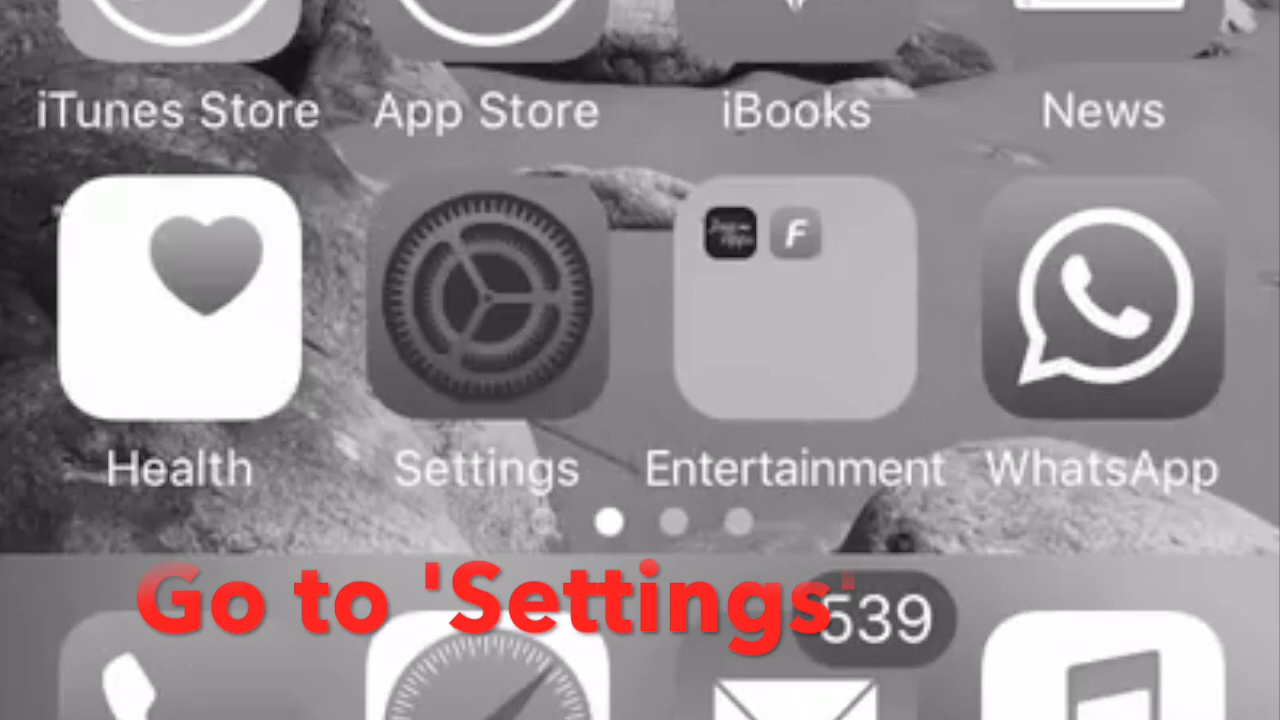 iTunes Store App Store iBooks News
F
Health Settings Entertainment WhatsApp
Go to 'Settings'
539